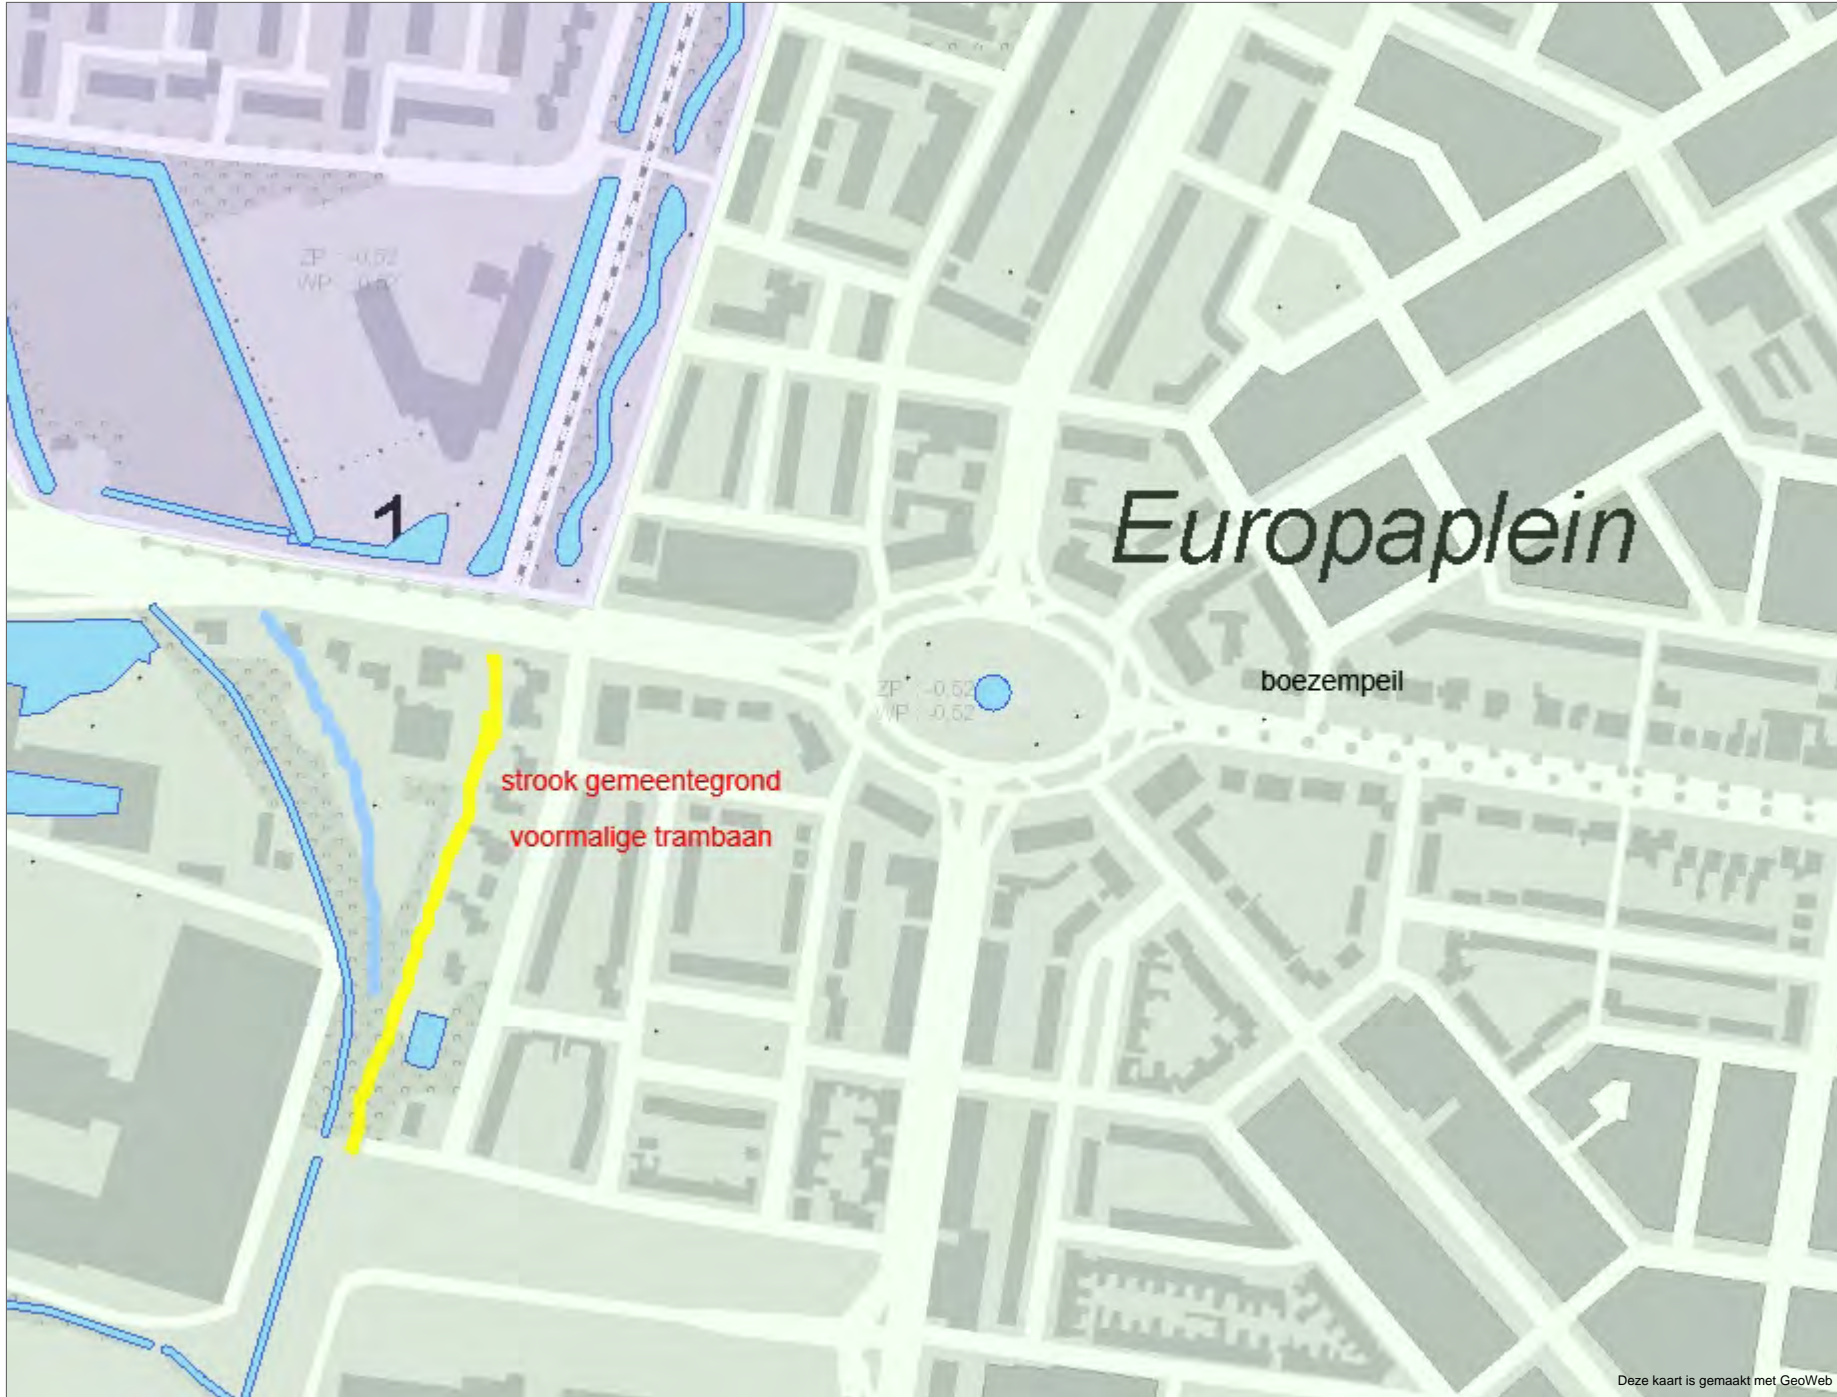 ZP : -0.52
WP : -0.52
1
Europaplein
boezempeil
ZP : -0.52
WP : -0.52
strook gemeentegrond
voormalige trambaan
Deze kaart is gemaakt met GeoWeb